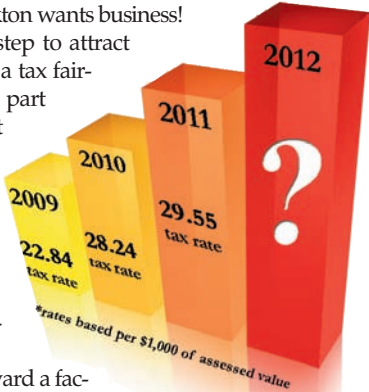 kton wants business!
step to attract
a tax fair-
part
2012
2011
29.55
tax rate
2010
28.24
tax rate
2009
22.84
tax rate
?
*rates based per $1,000 of assessed value
ward a fac-